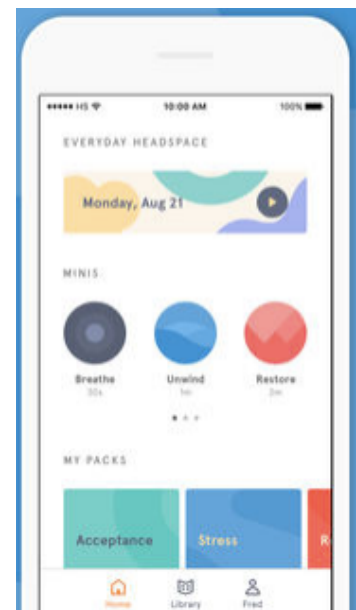 HS 10:00 AM 100%
EVERYDAY HEADSPACE
Monday, Aug 21
MINIS
Breathe Unwind Restore
30s 1m 2m
MY PACKS
Acceptance Stress R
Home Library Fred